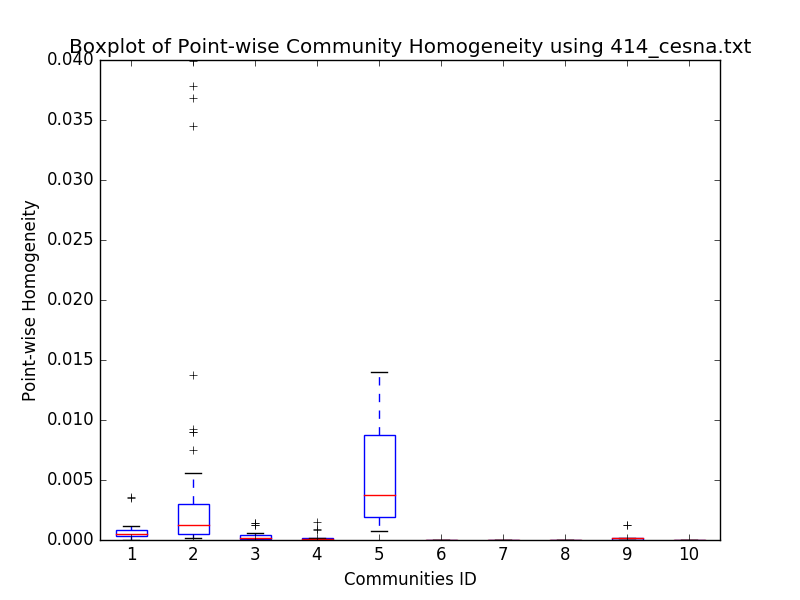 Boxplot of Point-wise Community Homogeneity using 414_cesna.txt
0.040
0.035
0.030
0.025
0.020
0.015
0.010
0.005
0.000
Point-wise Homogeneity
1 2 3 4 5 6 7 8 9 10
Communities ID